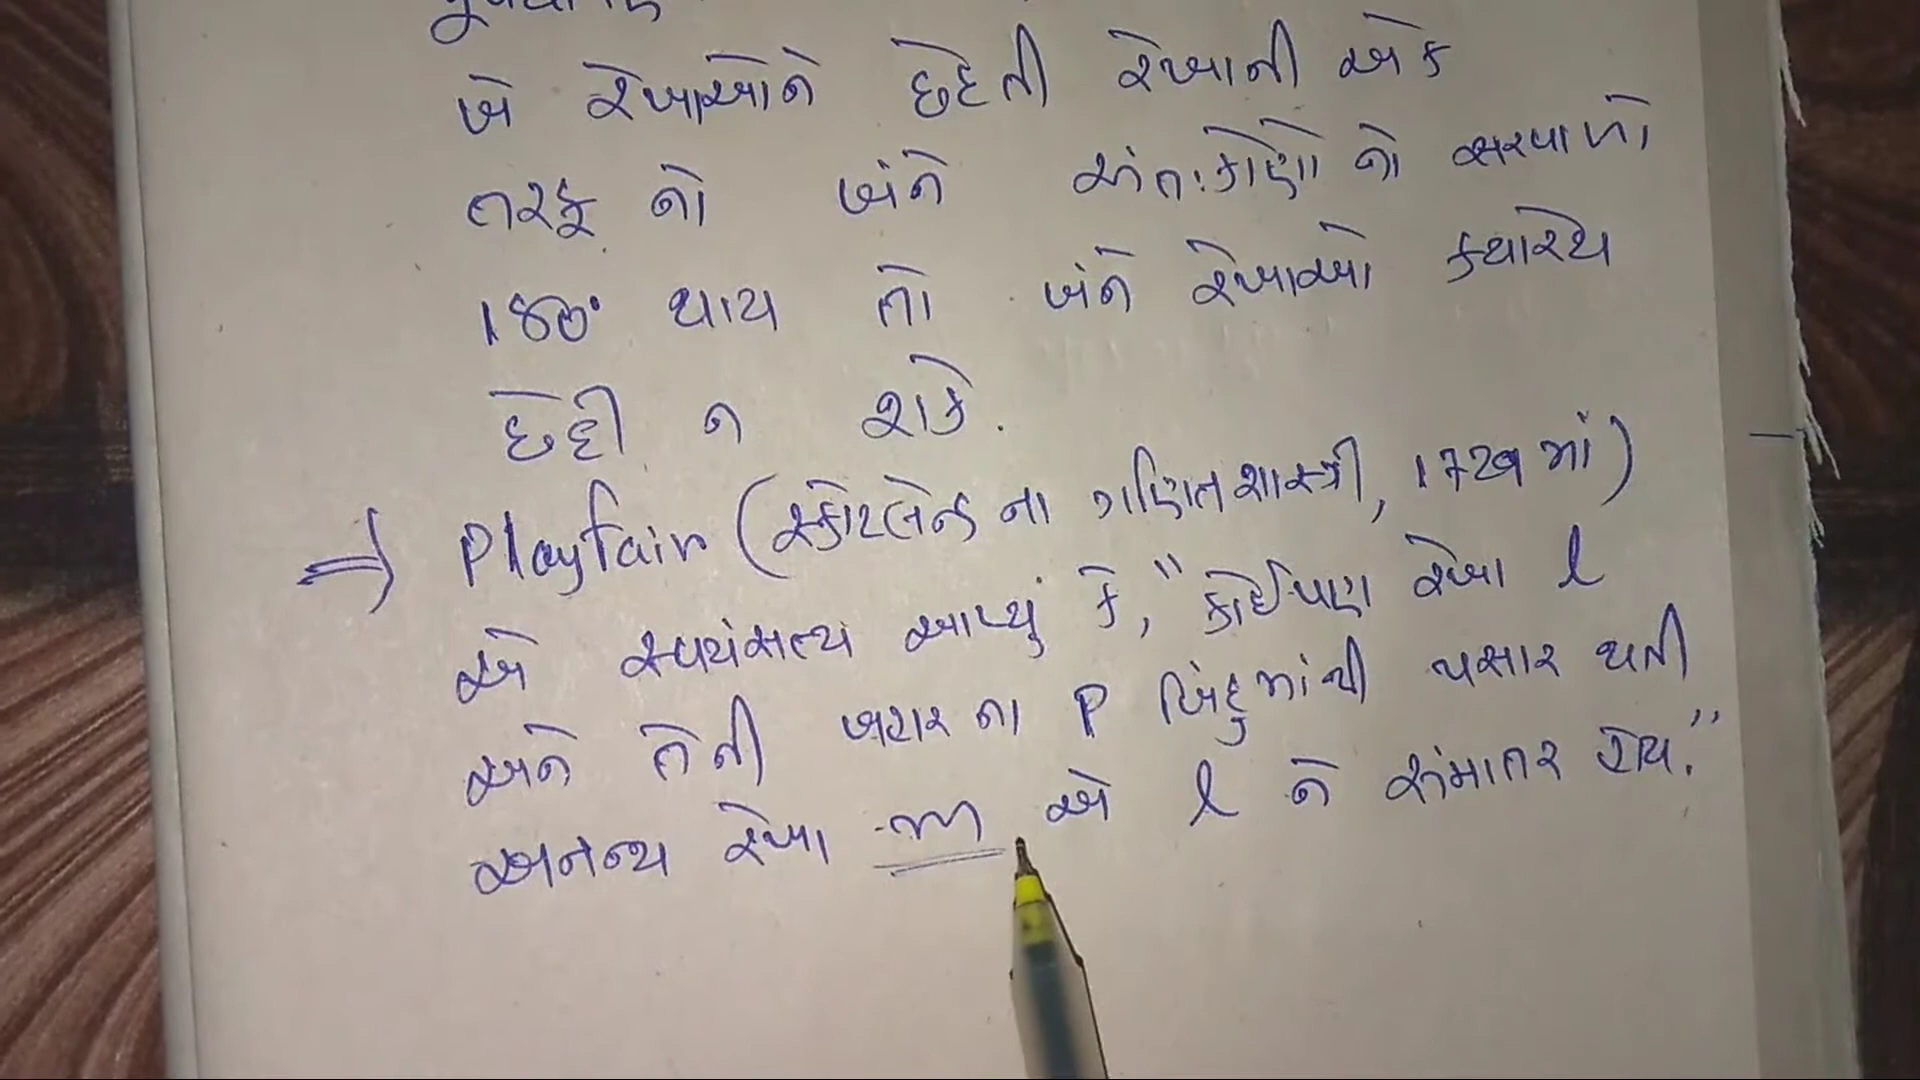 બે રેખાઓને છેદતી રેખાની એક
તરફ નો બંને અંતઃકોણો નો સરવાળો
180° થાય તો બંને રેખાઓ ક્યારેય
છેદી ન શકે.
⇒ Playfair (સ્કોટલેન્ડ ના ગણિતશાસ્ત્રી, 1729 માં)
એ સ્વયંસત્ય આપ્યું કે, "કોઈપણ રેખા l
અને તેની બહાર ના P બિંદુમાંથી પસાર થતી
અનન્ય રેખા m એ l ને સંમાતર હોય."